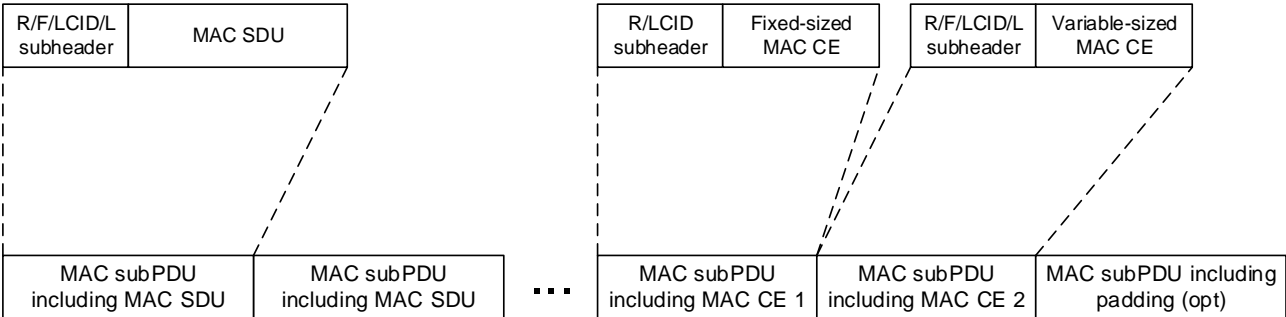 R/F/LCID/L
subheader
MAC SDU
R/LCID
subheader
Fixed-sized
MAC CE
R/F/LCID/L
subheader
Variable-sized
MAC CE
MAC subPDU
including MAC SDU
MAC subPDU
including MAC SDU
...
MAC subPDU
including MAC CE 1
MAC subPDU
including MAC CE 2
MAC subPDU including
padding (opt)